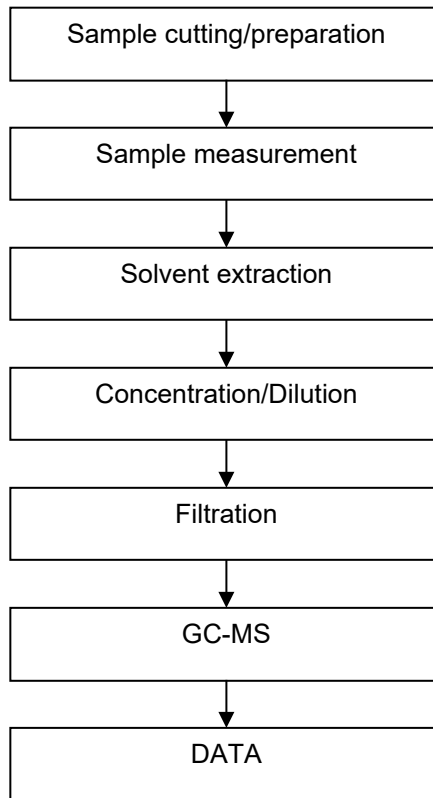 Sample cutting/preparation
Sample measurement
Solvent extraction
Concentration/Dilution
Filtration
GC-MS
DATA